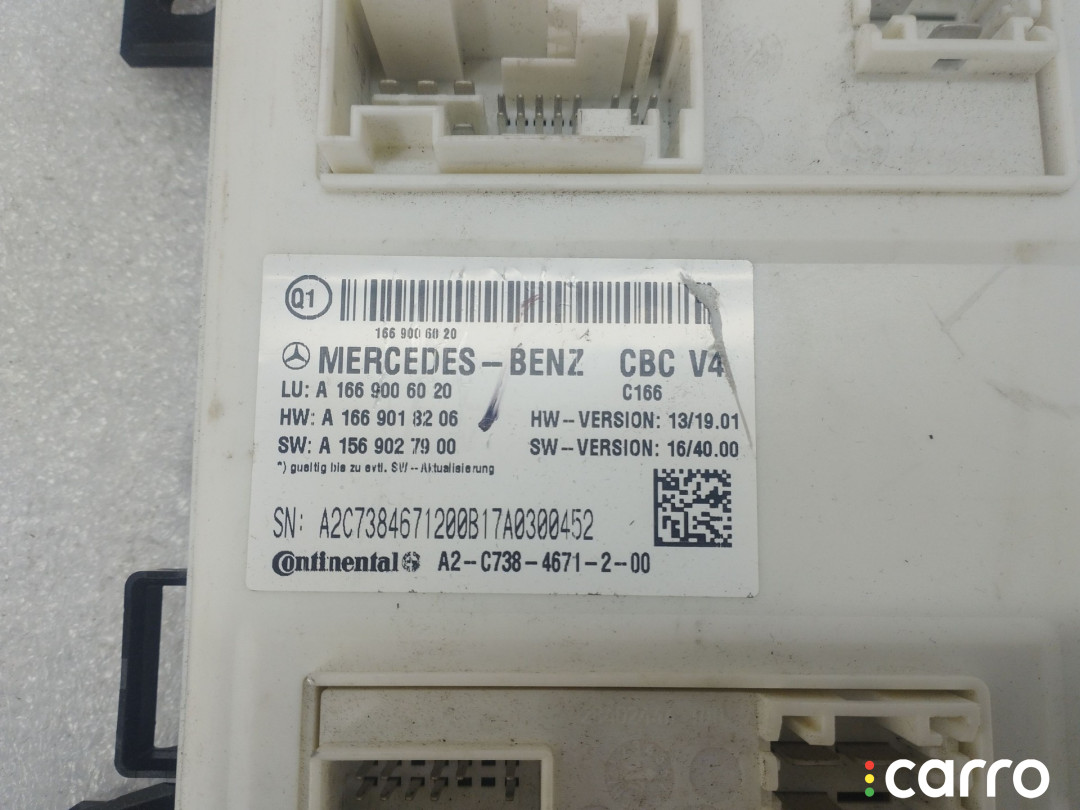 Q1
166 900 60 20
MERCEDES-BENZ CBC V4
LU: A 166 900 60 20 C166
HW: A 166 901 82 06 HW-VERSION: 13/19.01
SW: A 156 902 79 00 SW-VERSION: 16/40.00
*) gueltig bis zu evtl. SW-Aktualisierung
SN: A2C7384671200B17A0300452
Continental A2-C738-4671-2-00
carro